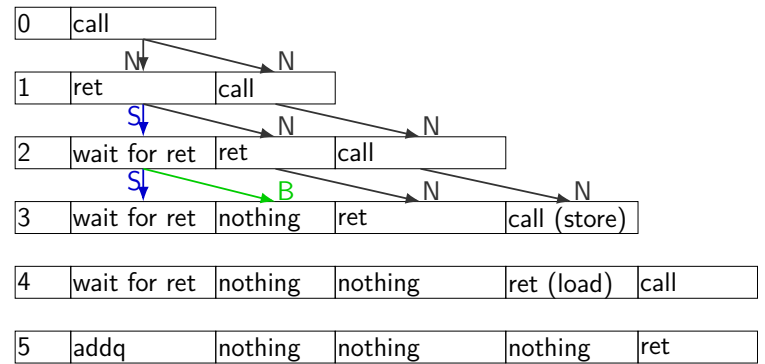 0 call
N N
1 ret call
S N N
2 wait for ret ret call
S B N N
3 wait for ret nothing ret call (store)
4 wait for ret nothing nothing ret (load) call
5 addq nothing nothing nothing ret